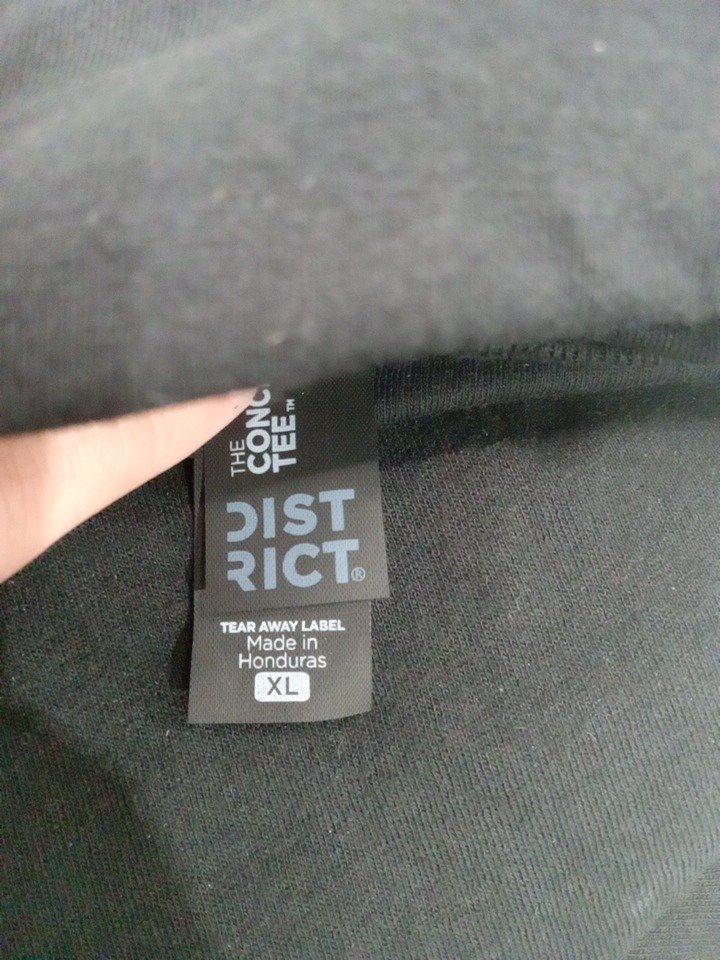 THE
TEE™
DIST
RICT®
TEAR AWAY LABEL
Made in
Honduras
XL